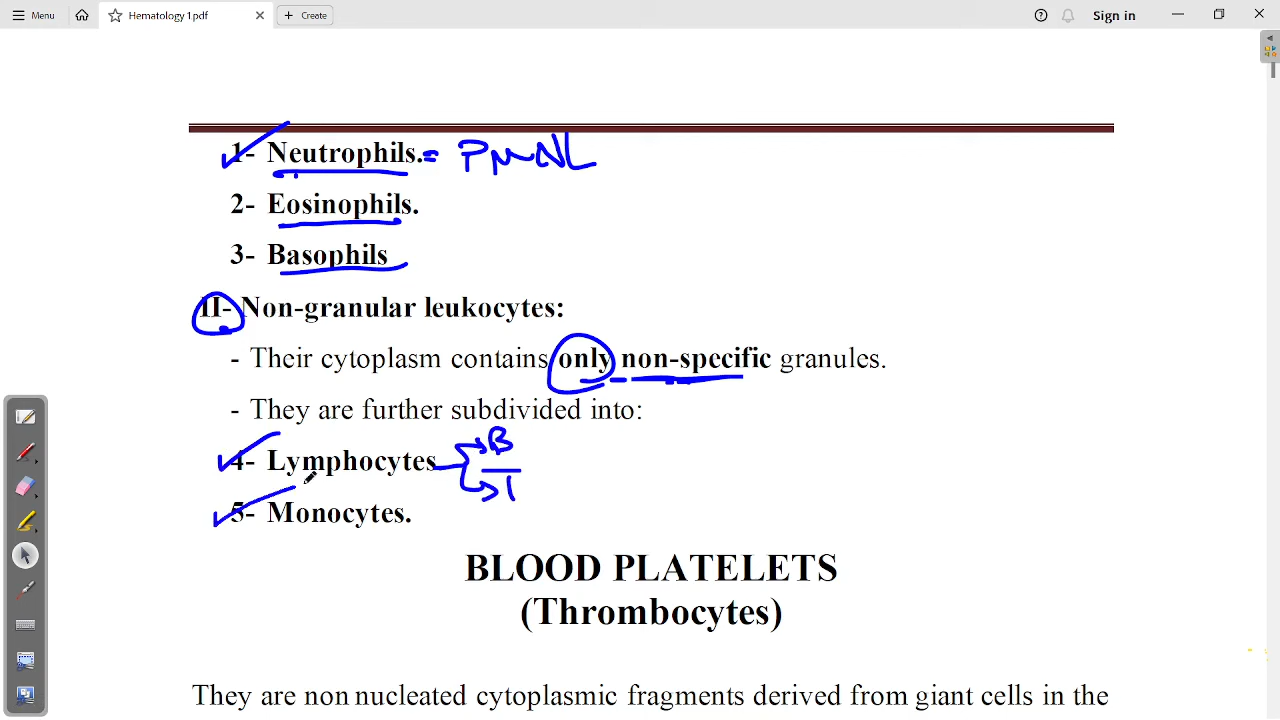 Menu
Hematology 1.pdf
Create
Sign in
1- Neutrophils. = PMNL
2- Eosinophils.
3- Basophils
II- Non-granular leukocytes:
- Their cytoplasm contains only non-specific granules.
- They are further subdivided into:
B
4- Lymphocytes
T
5- Monocytes.
BLOOD PLATELETS
(Thrombocytes)
They are non nucleated cytoplasmic fragments derived from giant cells in the